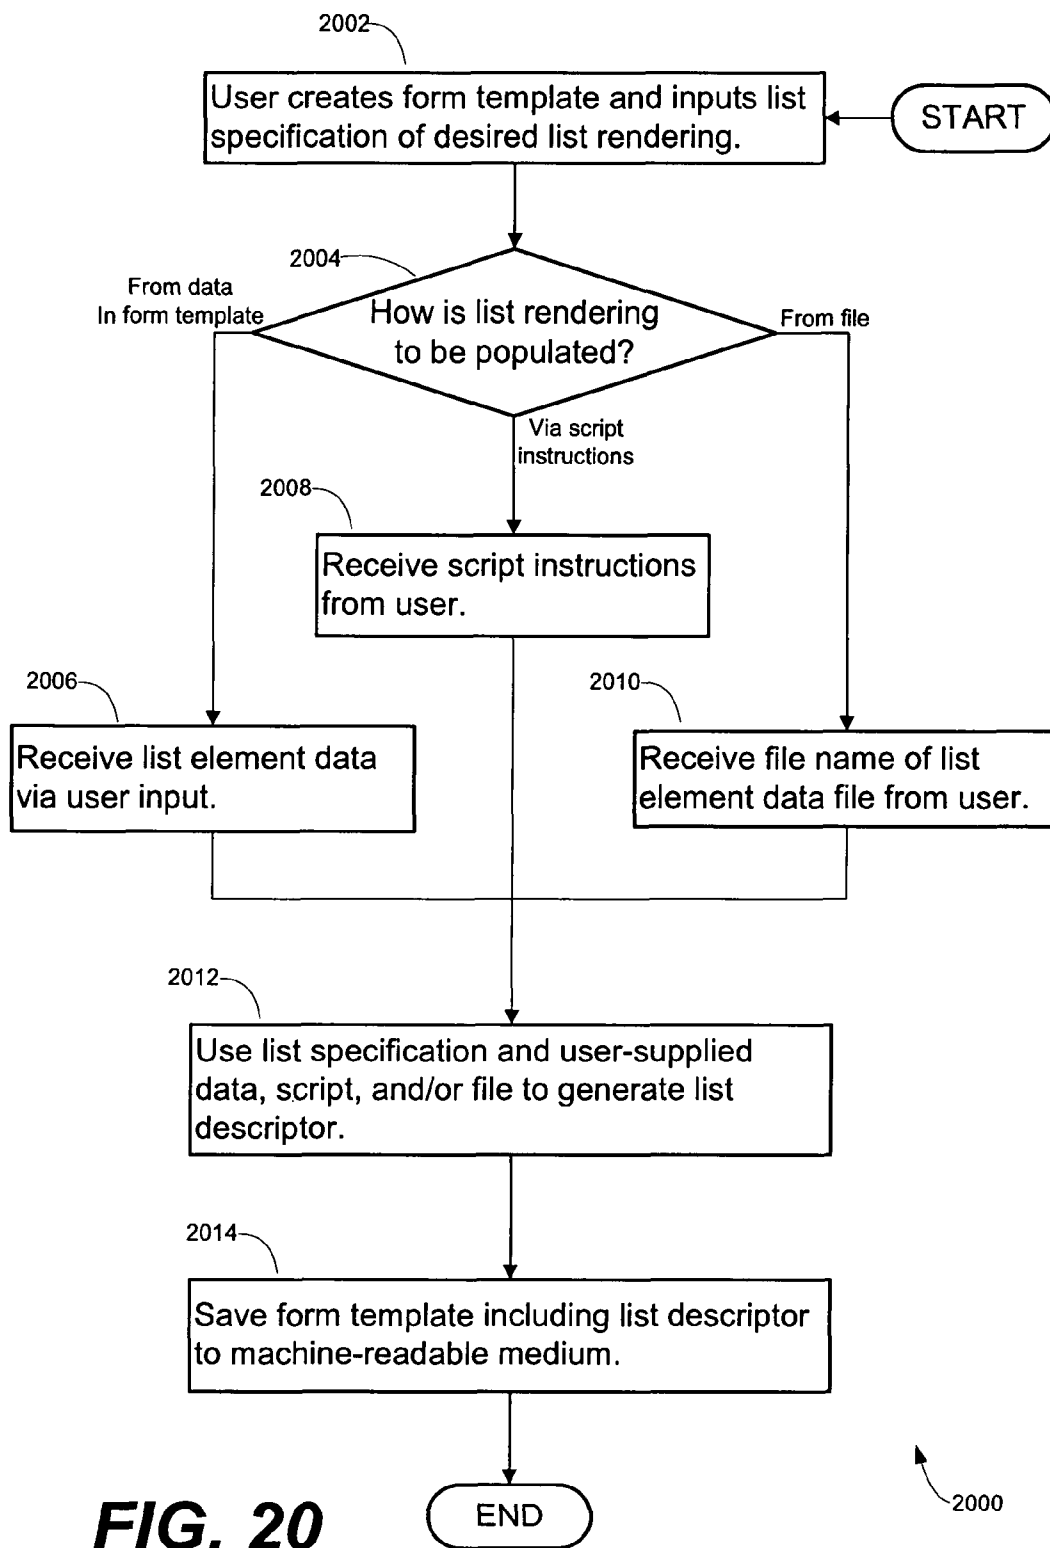 2002
User creates form template and inputs list
specification of desired list rendering.
START
2004
From data
In form template
How is list rendering
to be populated?
From file
Via script
instructions
2008
Receive script instructions
from user.
2006
Receive list element data
via user input.
2010
Receive file name of list
element data file from user.
2012
Use list specification and user-supplied
data, script, and/or file to generate list
descriptor.
2014
Save form template including list descriptor
to machine-readable medium.
END
2000
FIG. 20